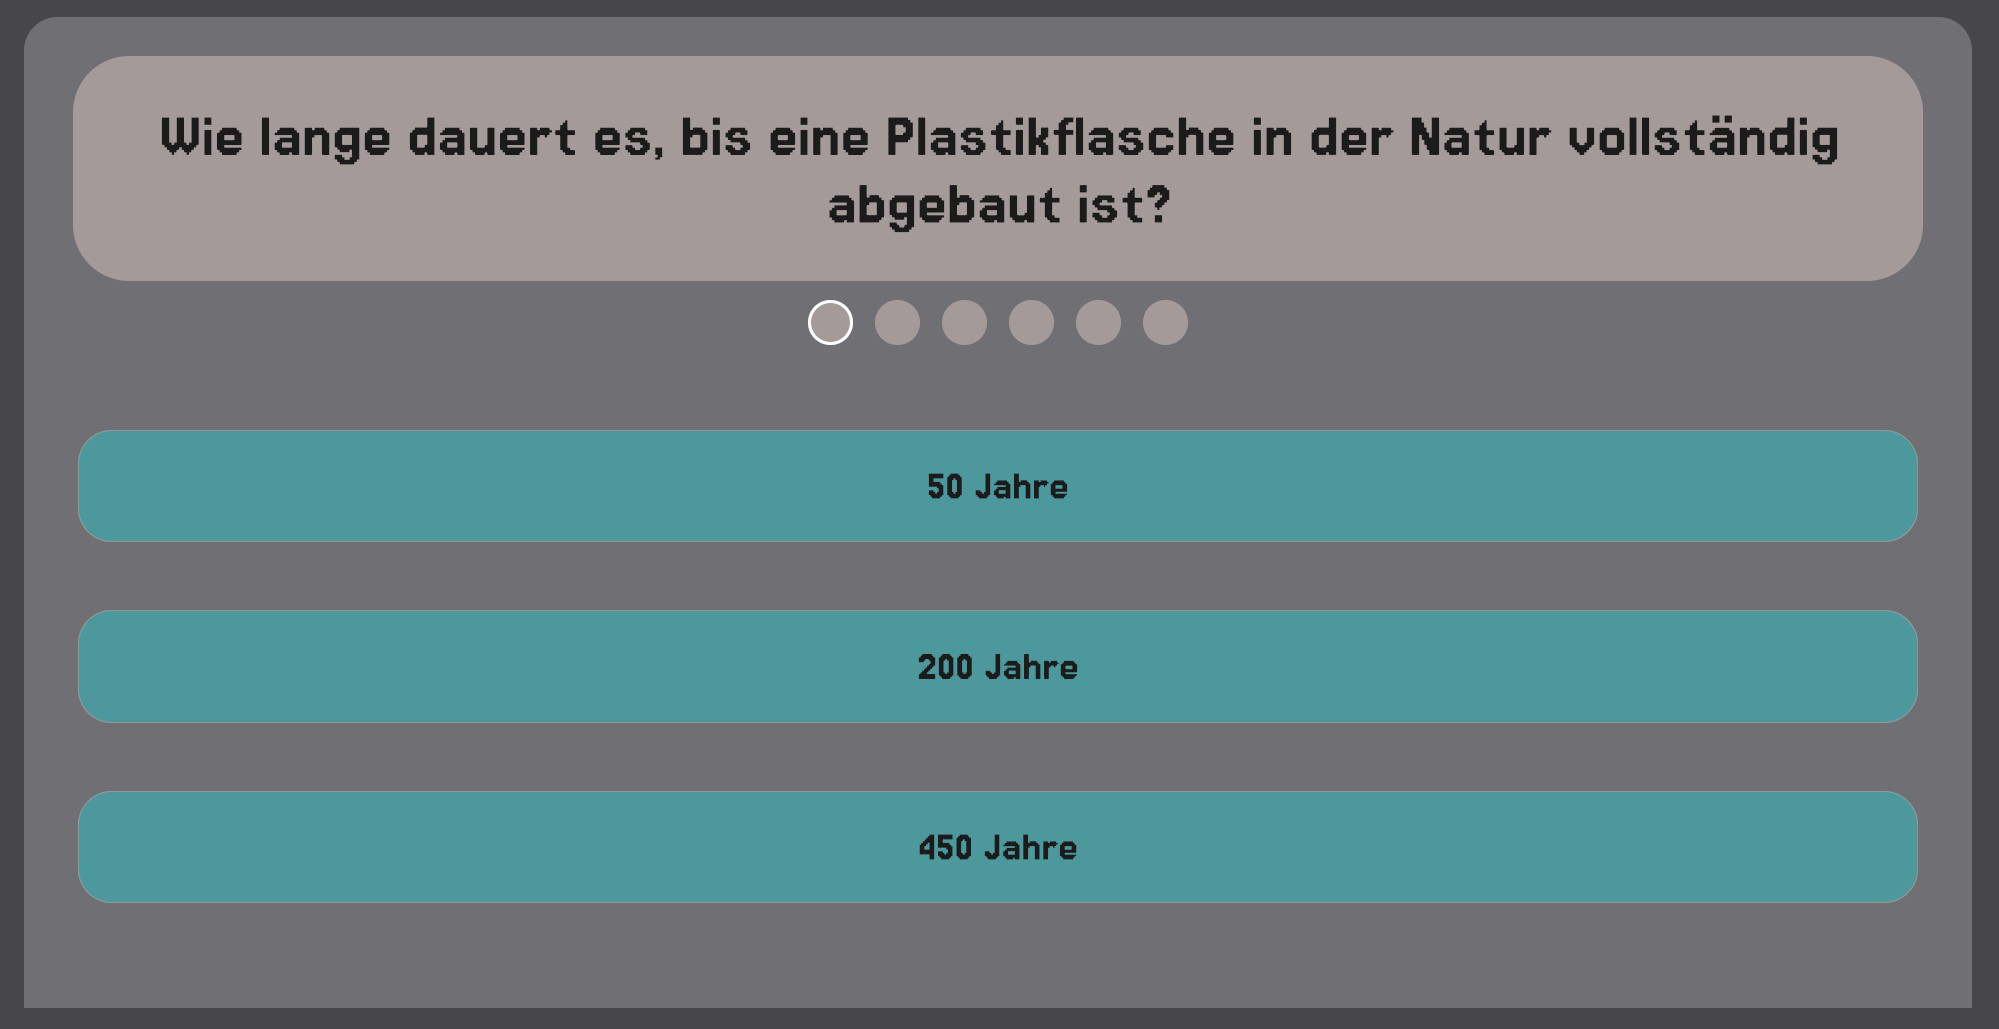 Wie lange dauert es, bis eine Plastikflasche in der Natur vollständig
abgebaut ist?
50 Jahre
200 Jahre
450 Jahre